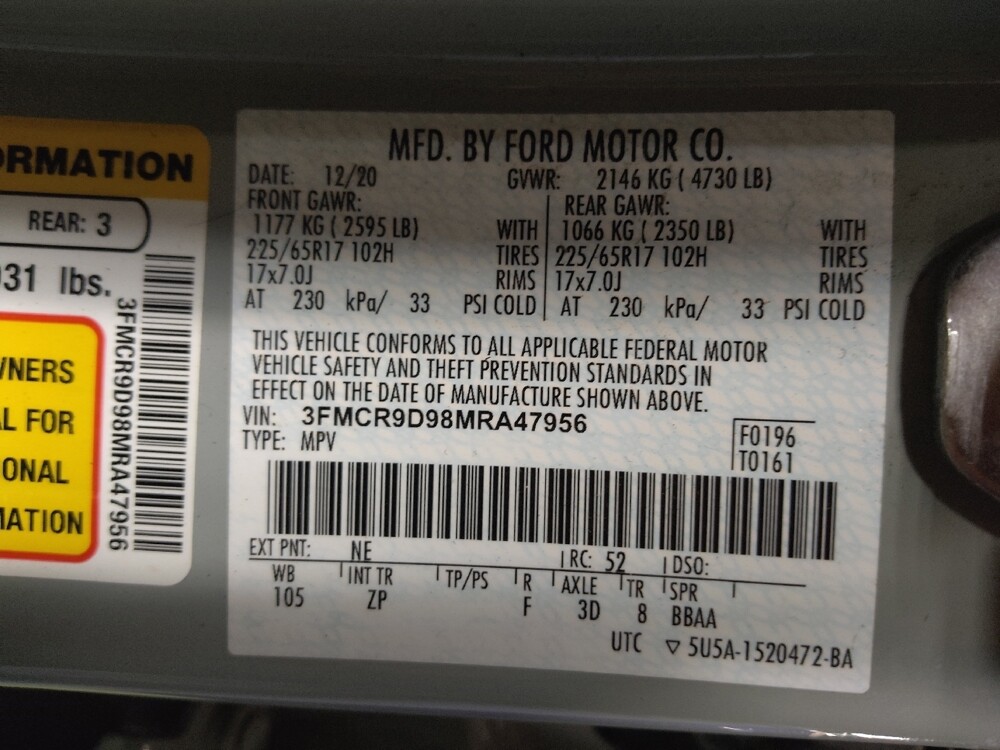 ORMATION
REAR: 3
931 lbs.
WNERS
AL FOR
IONAL
MATION
3FMCR9D98MRA47956
MFD. BY FORD MOTOR CO.
DATE: 12/20 GVWR: 2146 KG ( 4730 LB)
FRONT GAWR: REAR GAWR:
1177 KG ( 2595 LB) WITH 1066 KG ( 2350 LB) WITH
225/65R17 102H TIRES 225/65R17 102H TIRES
17x7.0J RIMS 17x7.0J RIMS
AT 230 kPa/ 33 PSI COLD AT 230 kPa/ 33 PSI COLD
THIS VEHICLE CONFORMS TO ALL APPLICABLE FEDERAL MOTOR
VEHICLE SAFETY AND THEFT PREVENTION STANDARDS IN
EFFECT ON THE DATE OF MANUFACTURE SHOWN ABOVE.
VIN: 3FMCR9D98MRA47956
TYPE: MPV
F0196
T0161
EXT PNT: NE RC: 52 DSO:
WB INT TR TP/PS R AXLE TR SPR
105 ZP F 3D 8 BBAA
UTC ▽ 5U5A-1520472-BA